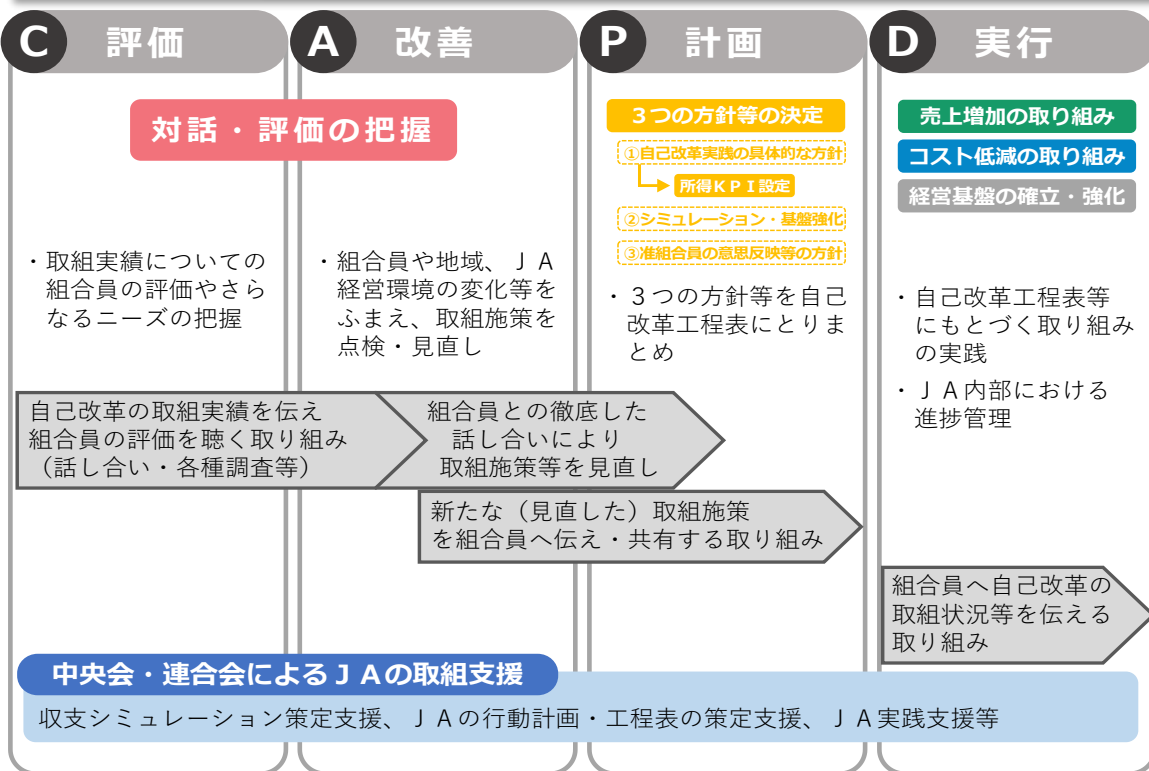 C 評価
A 改善
P 計画
D 実行
対話・評価の把握
３つの方針等の決定
①自己改革実践の具体的な方針
所得ＫＰＩ設定
②シミュレーション・基盤強化
③准組合員の意思反映等の方針
売上増加の取り組み
コスト低減の取り組み
経営基盤の確立・強化
・取組実績についての
組合員の評価やさら
なるニーズの把握
・組合員や地域、ＪＡ
経営環境の変化等を
ふまえ、取組施策を
点検・見直し
・３つの方針等を自己
改革工程表にとりま
とめ
・自己改革工程表等
にもとづく取り組み
の実践
・ＪＡ内部における
進捗管理
自己改革の取組実績を伝え
組合員の評価を聴く取り組み
（話し合い・各種調査等）
組合員との徹底した
話し合いにより
取組施策等を見直し
新たな（見直した）取組施策
を組合員へ伝え・共有する取り組み
組合員へ自己改革の
取組状況等を伝える
取り組み
中央会・連合会によるＪＡの取組支援
収支シミュレーション策定支援、ＪＡの行動計画・工程表の策定支援、ＪＡ実践支援等